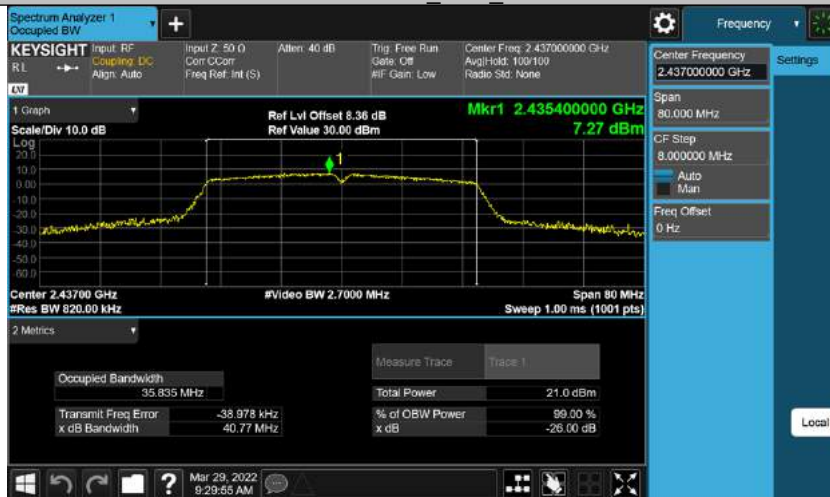 Spectrum Analyzer 1
Occupied BW
+
Frequency
KEYSIGHT
RL
LXI
Input: RF
Coupling: DC
Align: Auto
Input Z: 50 Ω
Corr CCorr
Freq Ref: Int (S)
Atten: 40 dB
Trig: Free Run
Gate: Off
#IF Gain: Low
Center Freq: 2.437000000 GHz
Avg|Hold: 100/100
Radio Std: None
Center Frequency
2.437000000 GHz
Settings
Span
80.000 MHz
CF Step
8.000000 MHz
Auto
Man
Freq Offset
0 Hz
Local
1 Graph
Scale/Div 10.0 dB
Ref Lvl Offset 8.36 dB
Ref Value 30.00 dBm
Mkr1 2.435400000 GHz
7.27 dBm
Log
20.0
10.0
0.00
-10.0
-20.0
-30.0
-40.0
-50.0
-60.0
1
Center 2.43700 GHz
#Res BW 820.00 kHz
#Video BW 2.7000 MHz
Span 80 MHz
Sweep 1.00 ms (1001 pts)
2 Metrics
Measure Trace Trace 1
Occupied Bandwidth
35.835 MHz
Total Power 21.0 dBm
Transmit Freq Error -38.978 kHz
% of OBW Power 99.00 %
x dB Bandwidth 40.77 MHz
x dB -26.00 dB
?
Mar 29, 2022
9:29:55 AM